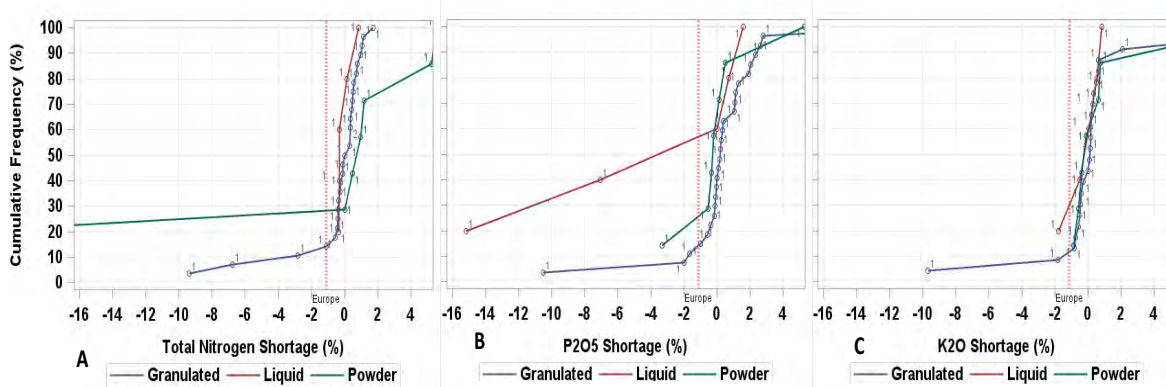 Cumulative Frequency (%)
100
90
80
70
60
50
40
30
20
10
0
Europe
-16 -14 -12 -10 -8 -6 -4 -2 0 2 4
A Total Nitrogen Shortage (%)
Granulated Liquid Powder
Europe
-16 -14 -12 -10 -8 -6 -4 -2 0 2 4
B P2O5 Shortage (%)
Granulated Liquid Powder
Europe
-16 -14 -12 -10 -8 -6 -4 -2 0 2 4
C K2O Shortage (%)
Granulated Liquid Powder